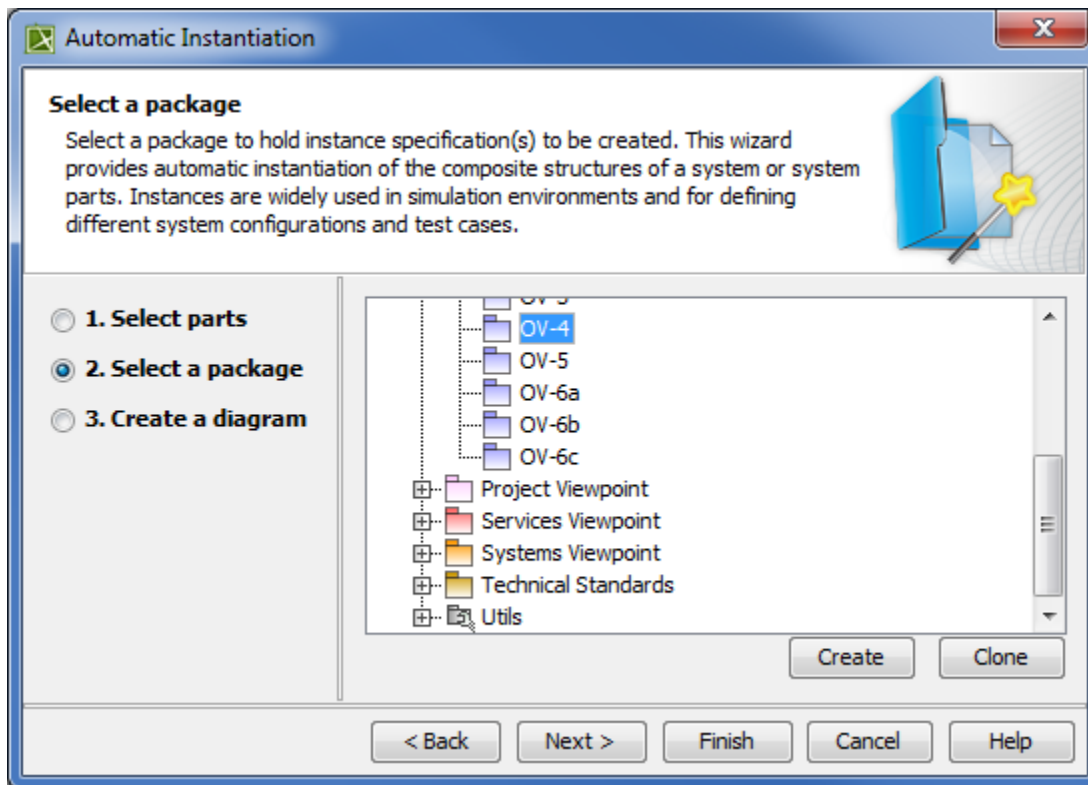 Automatic Instantiation
Select a package
Select a package to hold instance specification(s) to be created. This wizard
provides automatic instantiation of the composite structures of a system or system
parts. Instances are widely used in simulation environments and for defining
different system configurations and test cases.
1. Select parts
2. Select a package
3. Create a diagram
OV-4
OV-5
OV-6a
OV-6b
OV-6c
Project Viewpoint
Services Viewpoint
Systems Viewpoint
Technical Standards
Utils
Create Clone
< Back Next > Finish Cancel Help